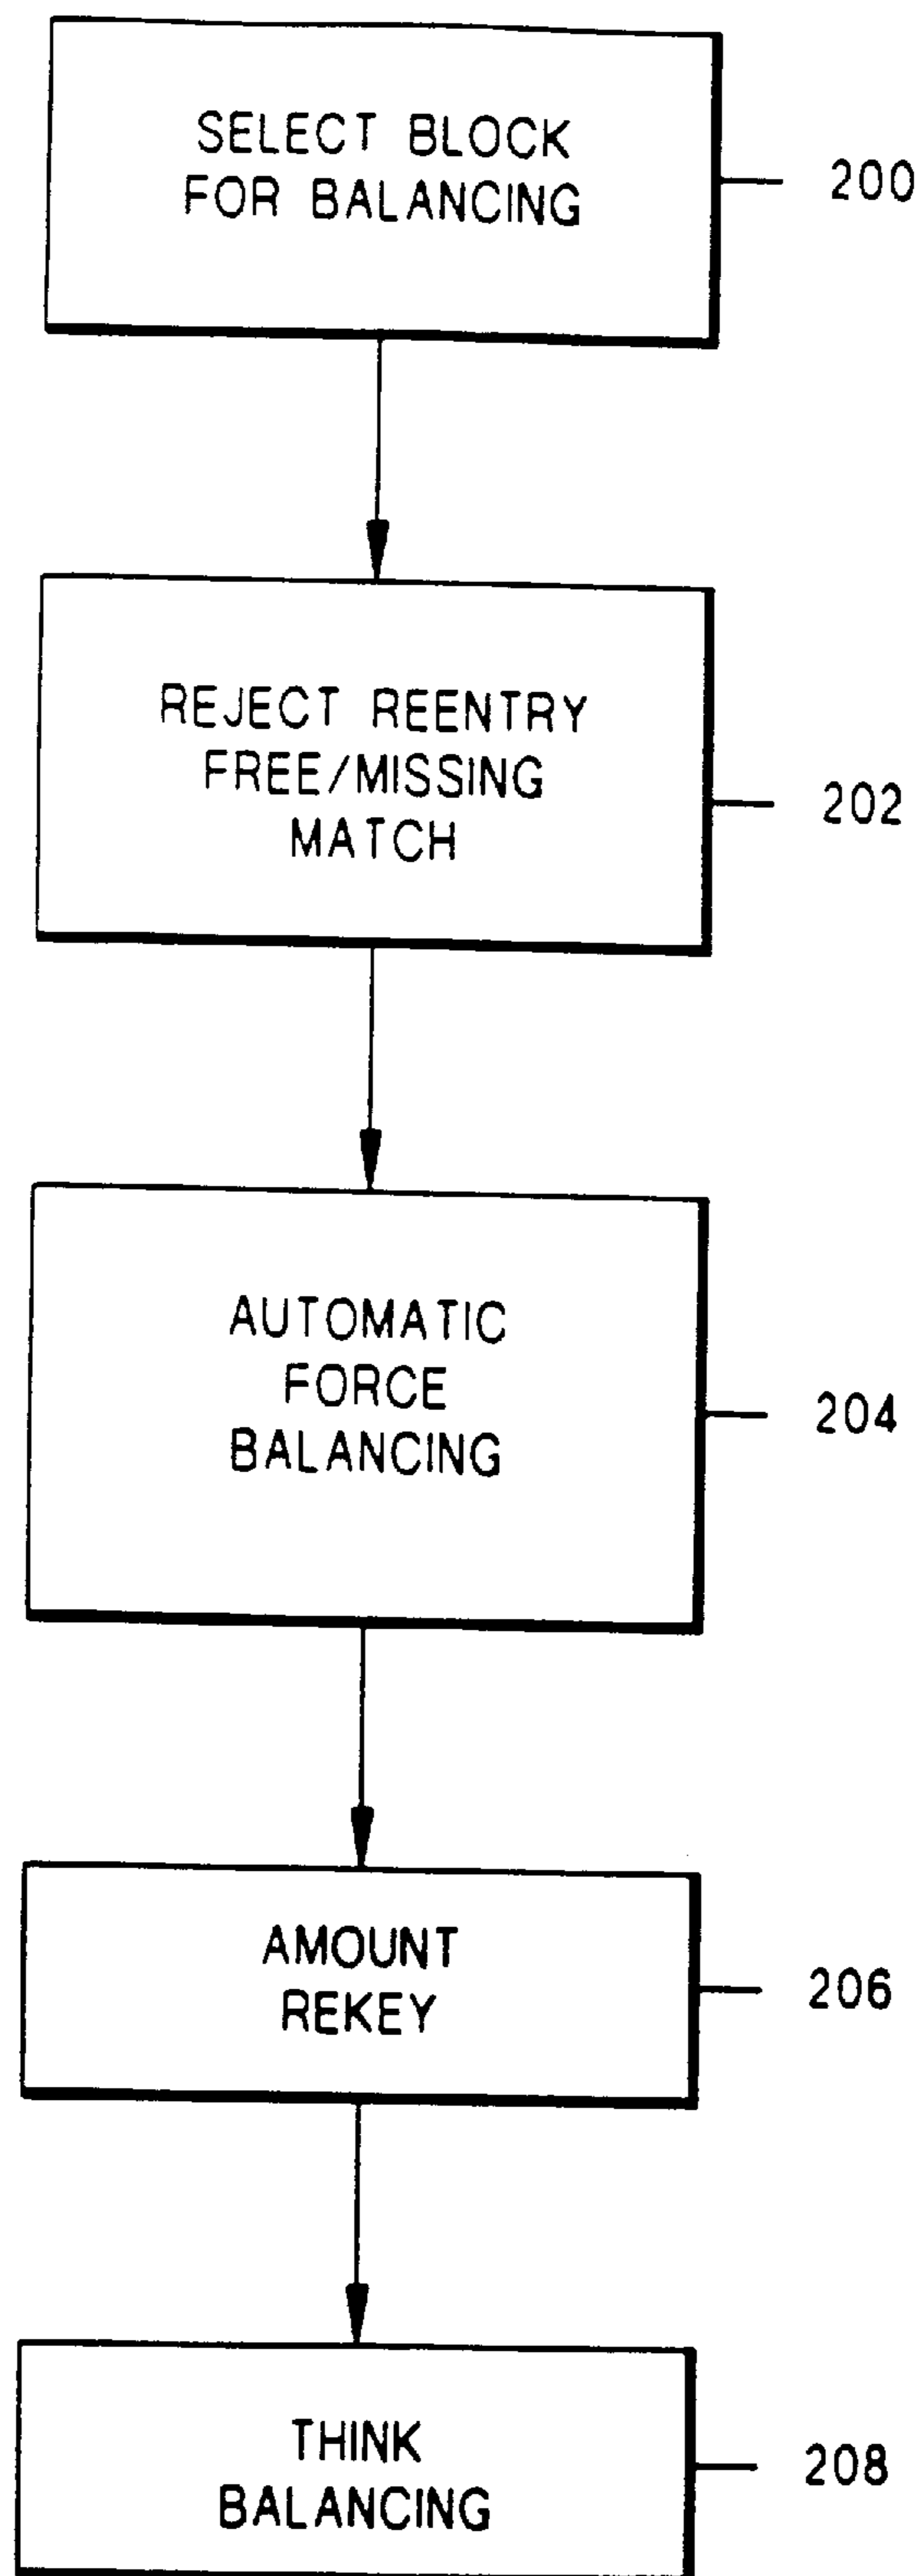 SELECT BLOCK
FOR BALANCING
200
REJECT REENTRY
FREE/MISSING
MATCH
202
AUTOMATIC
FORCE
BALANCING
204
AMOUNT
REKEY
206
THINK
BALANCING
208